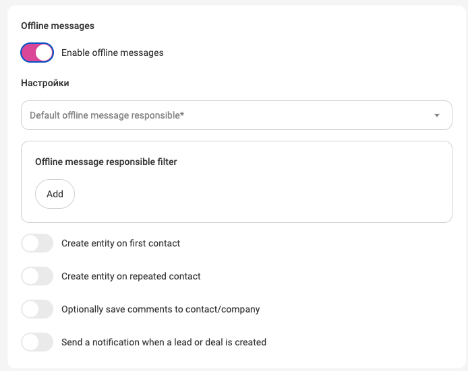 Offline messages
Enable offline messages
Настройки
Default offline message responsible*
Offline message responsible filter
Add
Create entity on first contact
Create entity on repeated contact
Optionally save comments to contact/company
Send a notification when a lead or deal is created